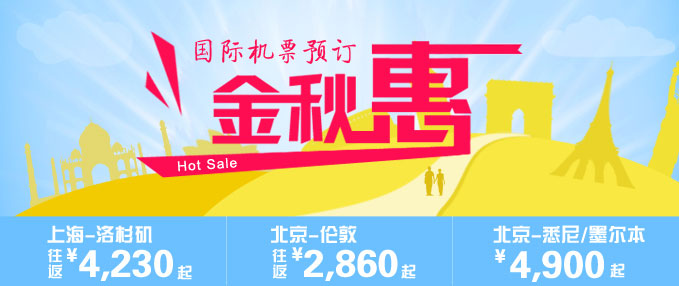 国际机票预订
金秋惠
Hot Sale
上海-洛杉矶
往返 ¥4,230起
北京-伦敦
往返 ¥2,860起
北京-悉尼/墨尔本
¥4,900起